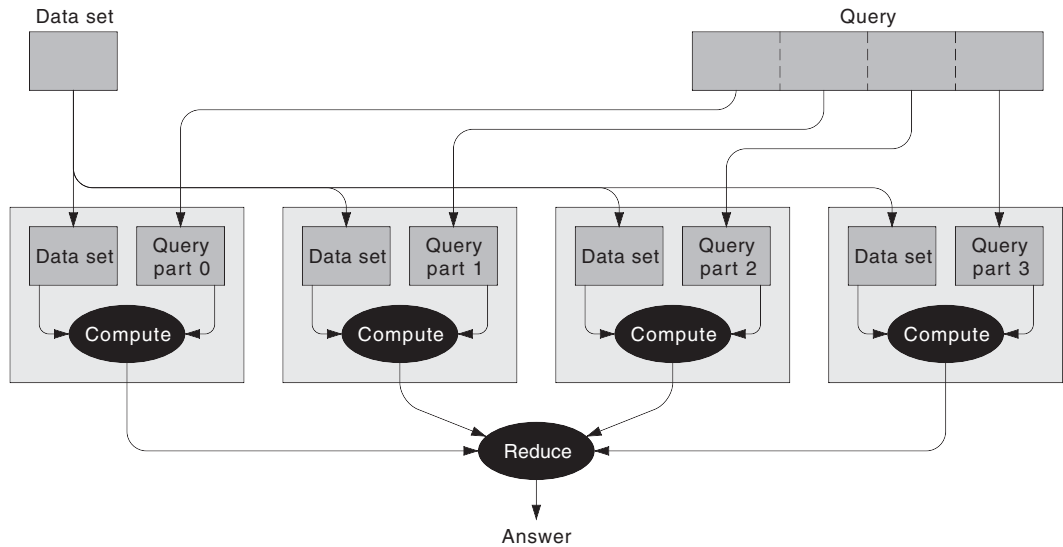 Data set
Query
Data set
Query
part 0
Data set
Query
part 1
Data set
Query
part 2
Data set
Query
part 3
Compute
Compute
Compute
Compute
Reduce
Answer